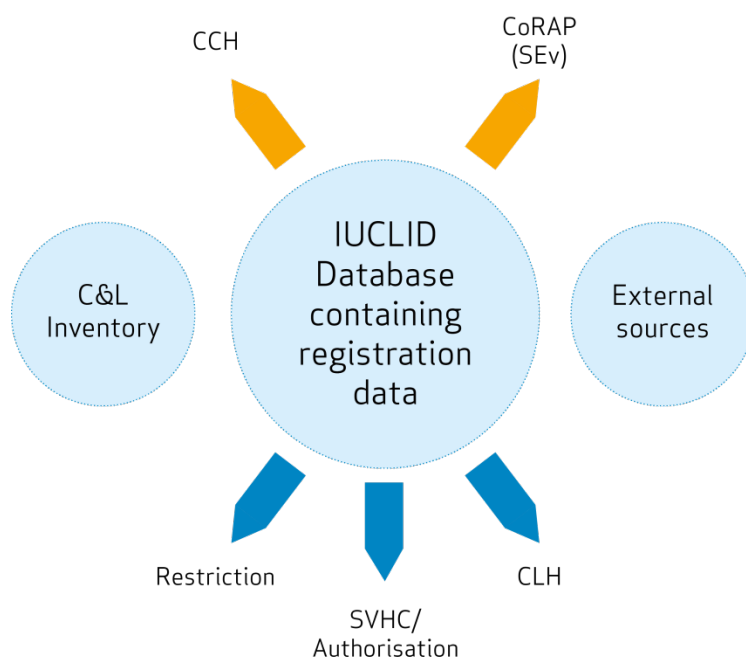 CCH
CoRAP
(SEv)
C&L
Inventory
IUCLID
Database
containing
registration
data
External
sources
Restriction
SVHC/
Authorisation
CLH